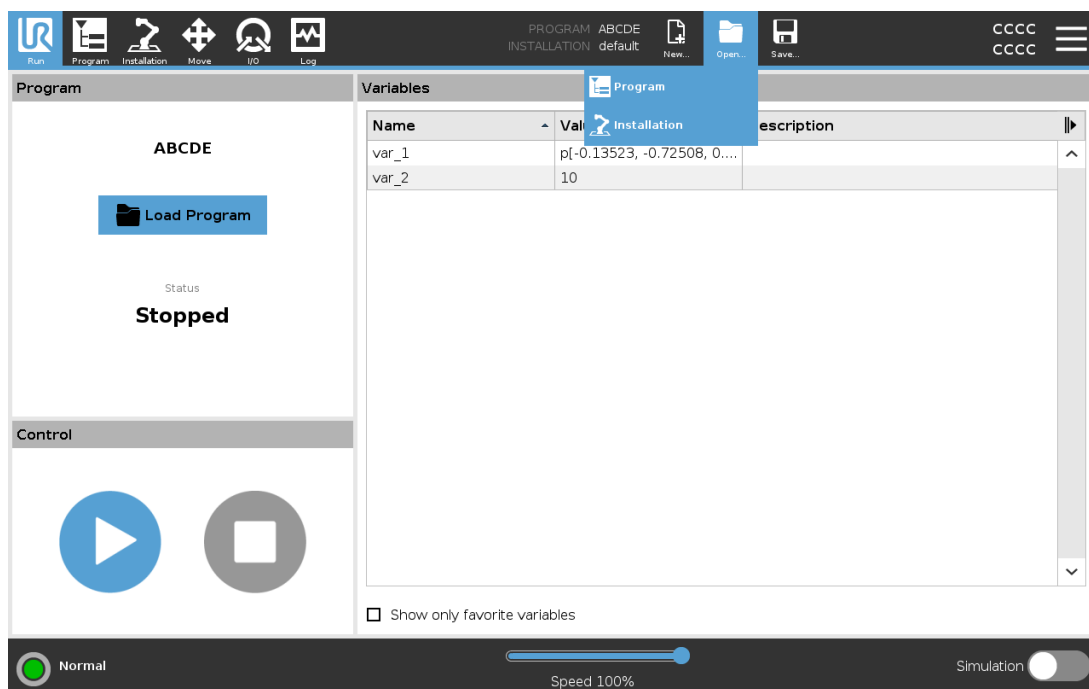 UR
Run
Program
Installation
Move
I/O
Log
PROGRAM ABCDE
INSTALLATION default
New...
Open...
Save...
CCCC
CCCC
Program
Installation
Program
ABCDE
Load Program
Status
Stopped
Control
Variables
Name Val escription
var_1 p[-0.13523, -0.72508, 0....
var_2 10
Show only favorite variables
Normal
Speed 100%
Simulation